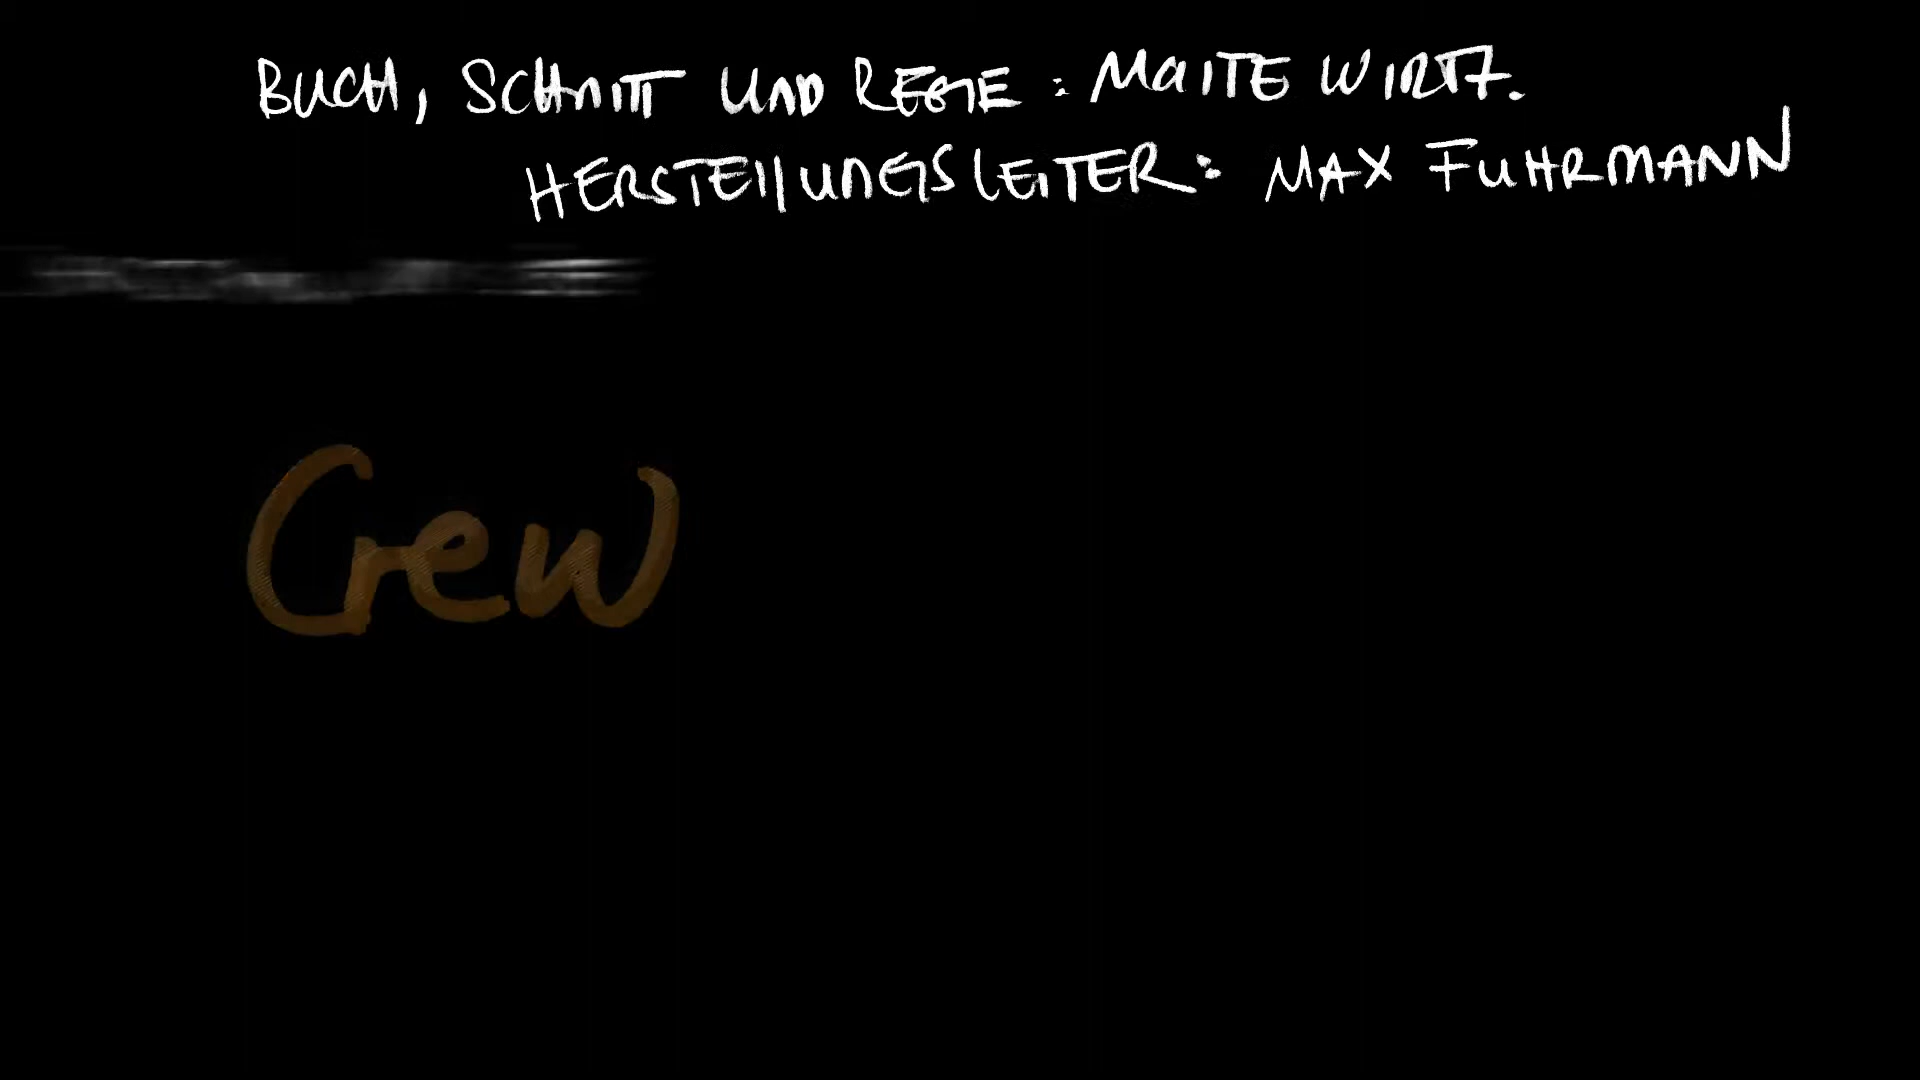 BUCH, SCHNITT UND REGIE : MAITE WIRTZ.
HERSTELLUNGSLEITER: MAX FUHRMANN
Crew